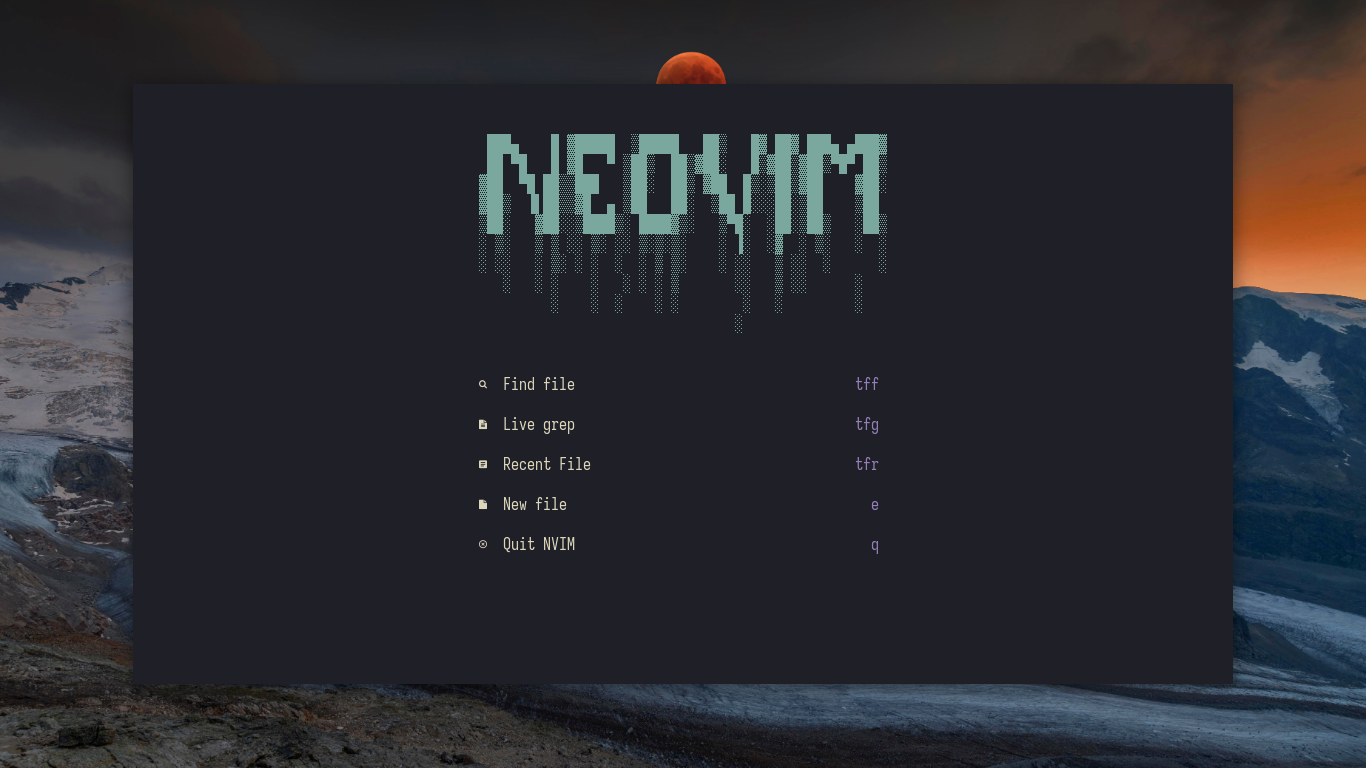 NEOVIM
Find file tff
Live grep tfg
Recent File tfr
New file e
Quit NVIM q